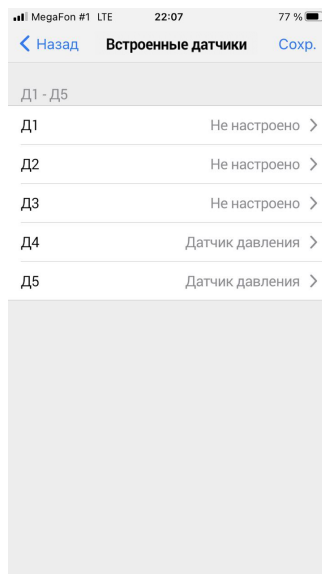 MegaFon #1 LTE 22:07 77 %
Назад Встроенные датчики Сохр.
Д1 - Д5
Д1 Не настроено
Д2 Не настроено
Д3 Не настроено
Д4 Датчик давления
Д5 Датчик давления